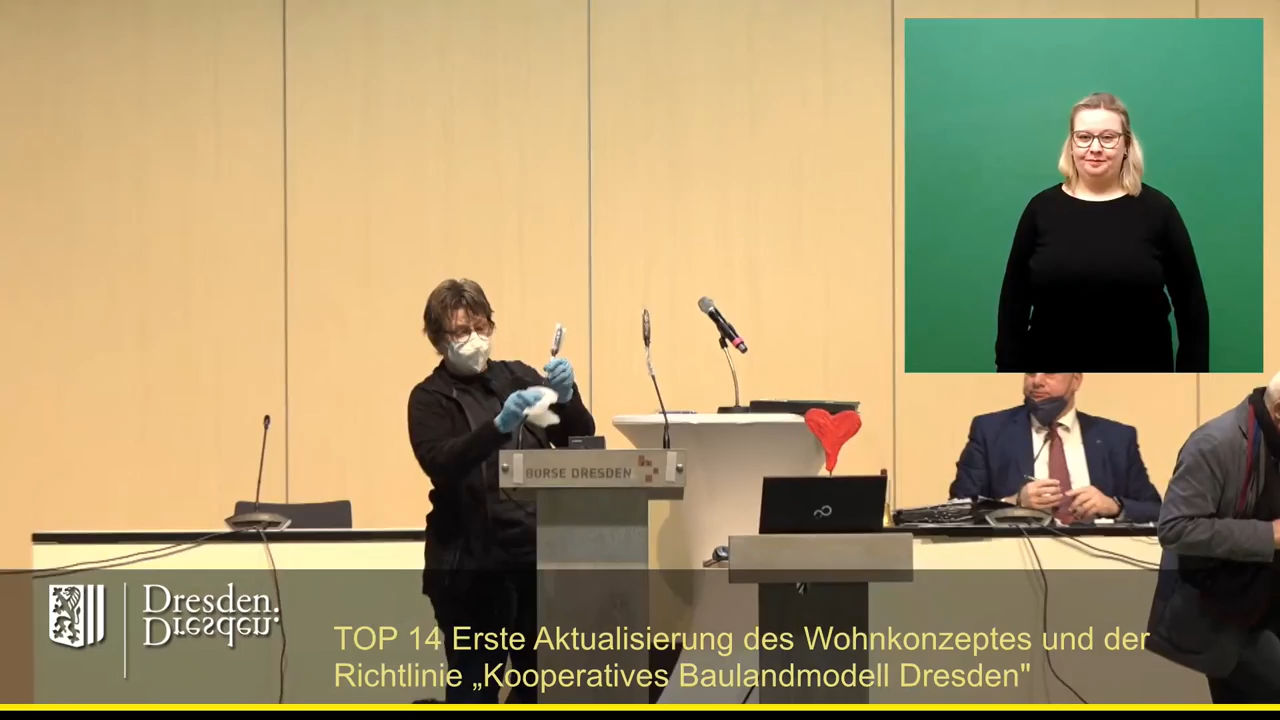 BÖRSE DRESDEN
Dresden.
Dresden.
TOP 14 Erste Aktualisierung des Wohnkonzeptes und der
Richtlinie „Kooperatives Baulandmodell Dresden"